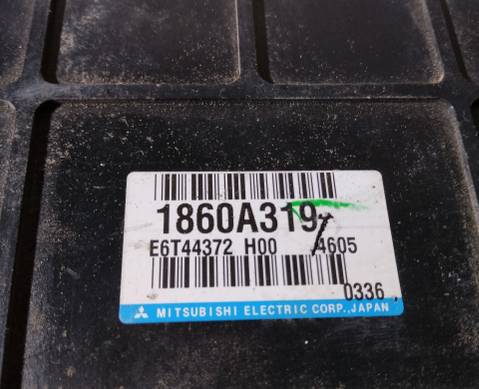 1860A319
E6T44372 H00 4605
0336
MITSUBISHI ELECTRIC CORP., JAPAN